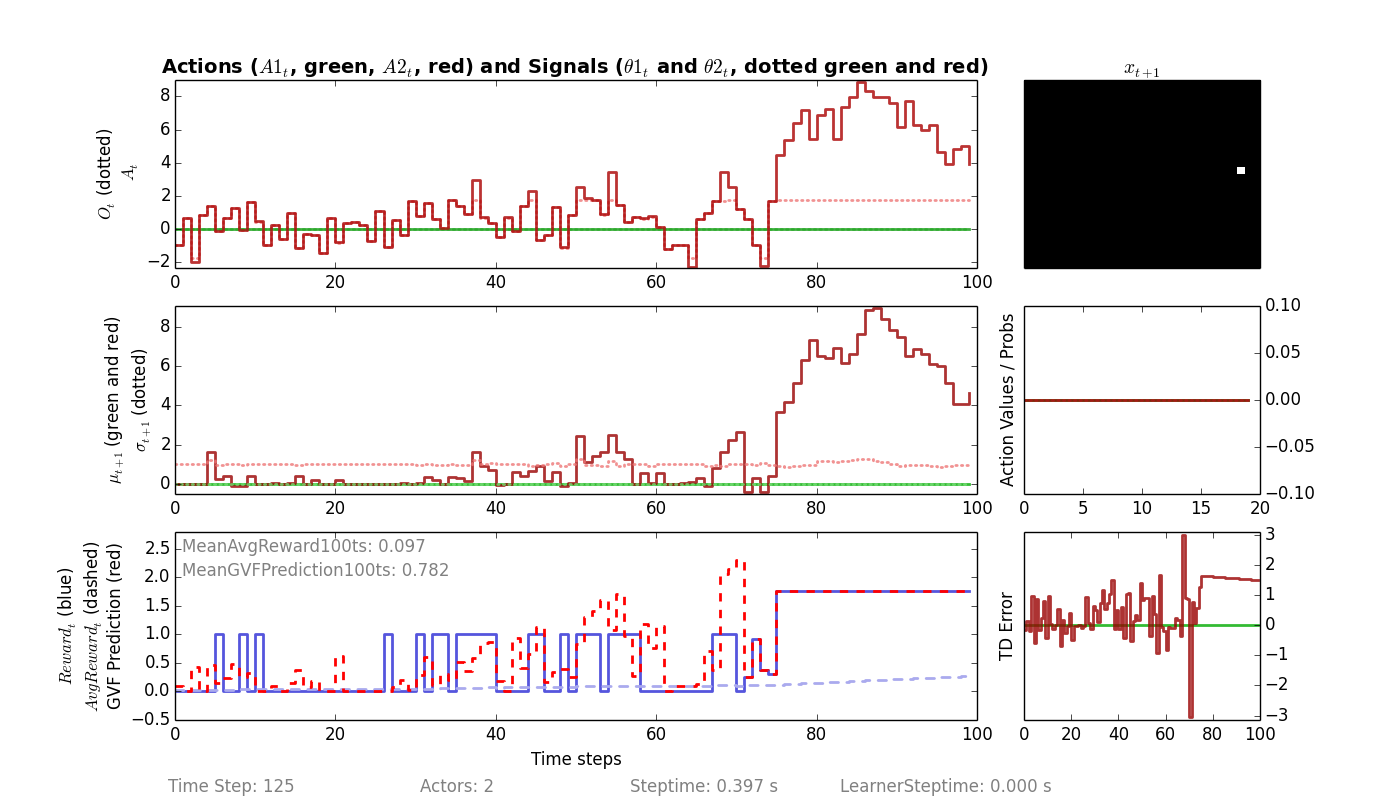 Actions (A1t, green, A2t, red) and Signals (θ1t and θ2t, dotted green and red)
xt+1
Ot (dotted)
At
8
6
4
2
0
−2
0 20 40 60 80 100
μt+1 (green and red)
σt+1 (dotted)
8
6
4
2
0
0 20 40 60 80 100
Action Values / Probs
0.10
0.05
0.00
−0.05
−0.10
0 5 10 15 20
Rewardt (blue)
AvgRewardt (dashed)
GVF Prediction (red)
2.5
2.0
1.5
1.0
0.5
0.0
−0.5
MeanAvgReward100ts: 0.097
MeanGVFPrediction100ts: 0.782
0 20 40 60 80 100
Time steps
TD Error
3
2
1
0
−1
−2
−3
0 20 40 60 80 100
Time Step: 125 Actors: 2 Steptime: 0.397 s LearnerSteptime: 0.000 s